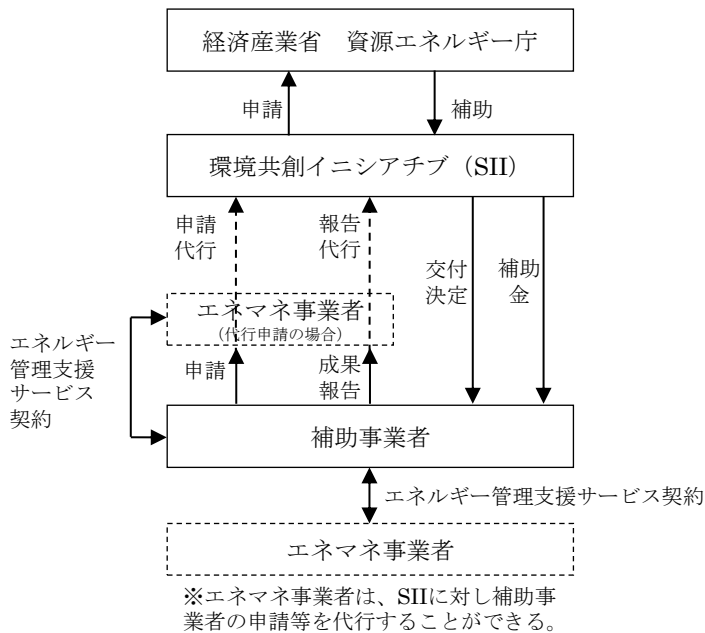 経済産業省　資源エネルギー庁
申請
補助
環境共創イニシアチブ（SII）
申請
代行
報告
代行
交付
決定
補助
金
エネマネ事業者
（代行申請の場合）
エネルギー
管理支援
サービス
契約
申請
成果
報告
補助事業者
エネルギー管理支援サービス契約
エネマネ事業者
※エネマネ事業者は、SIIに対し補助事
業者の申請等を代行することができる。